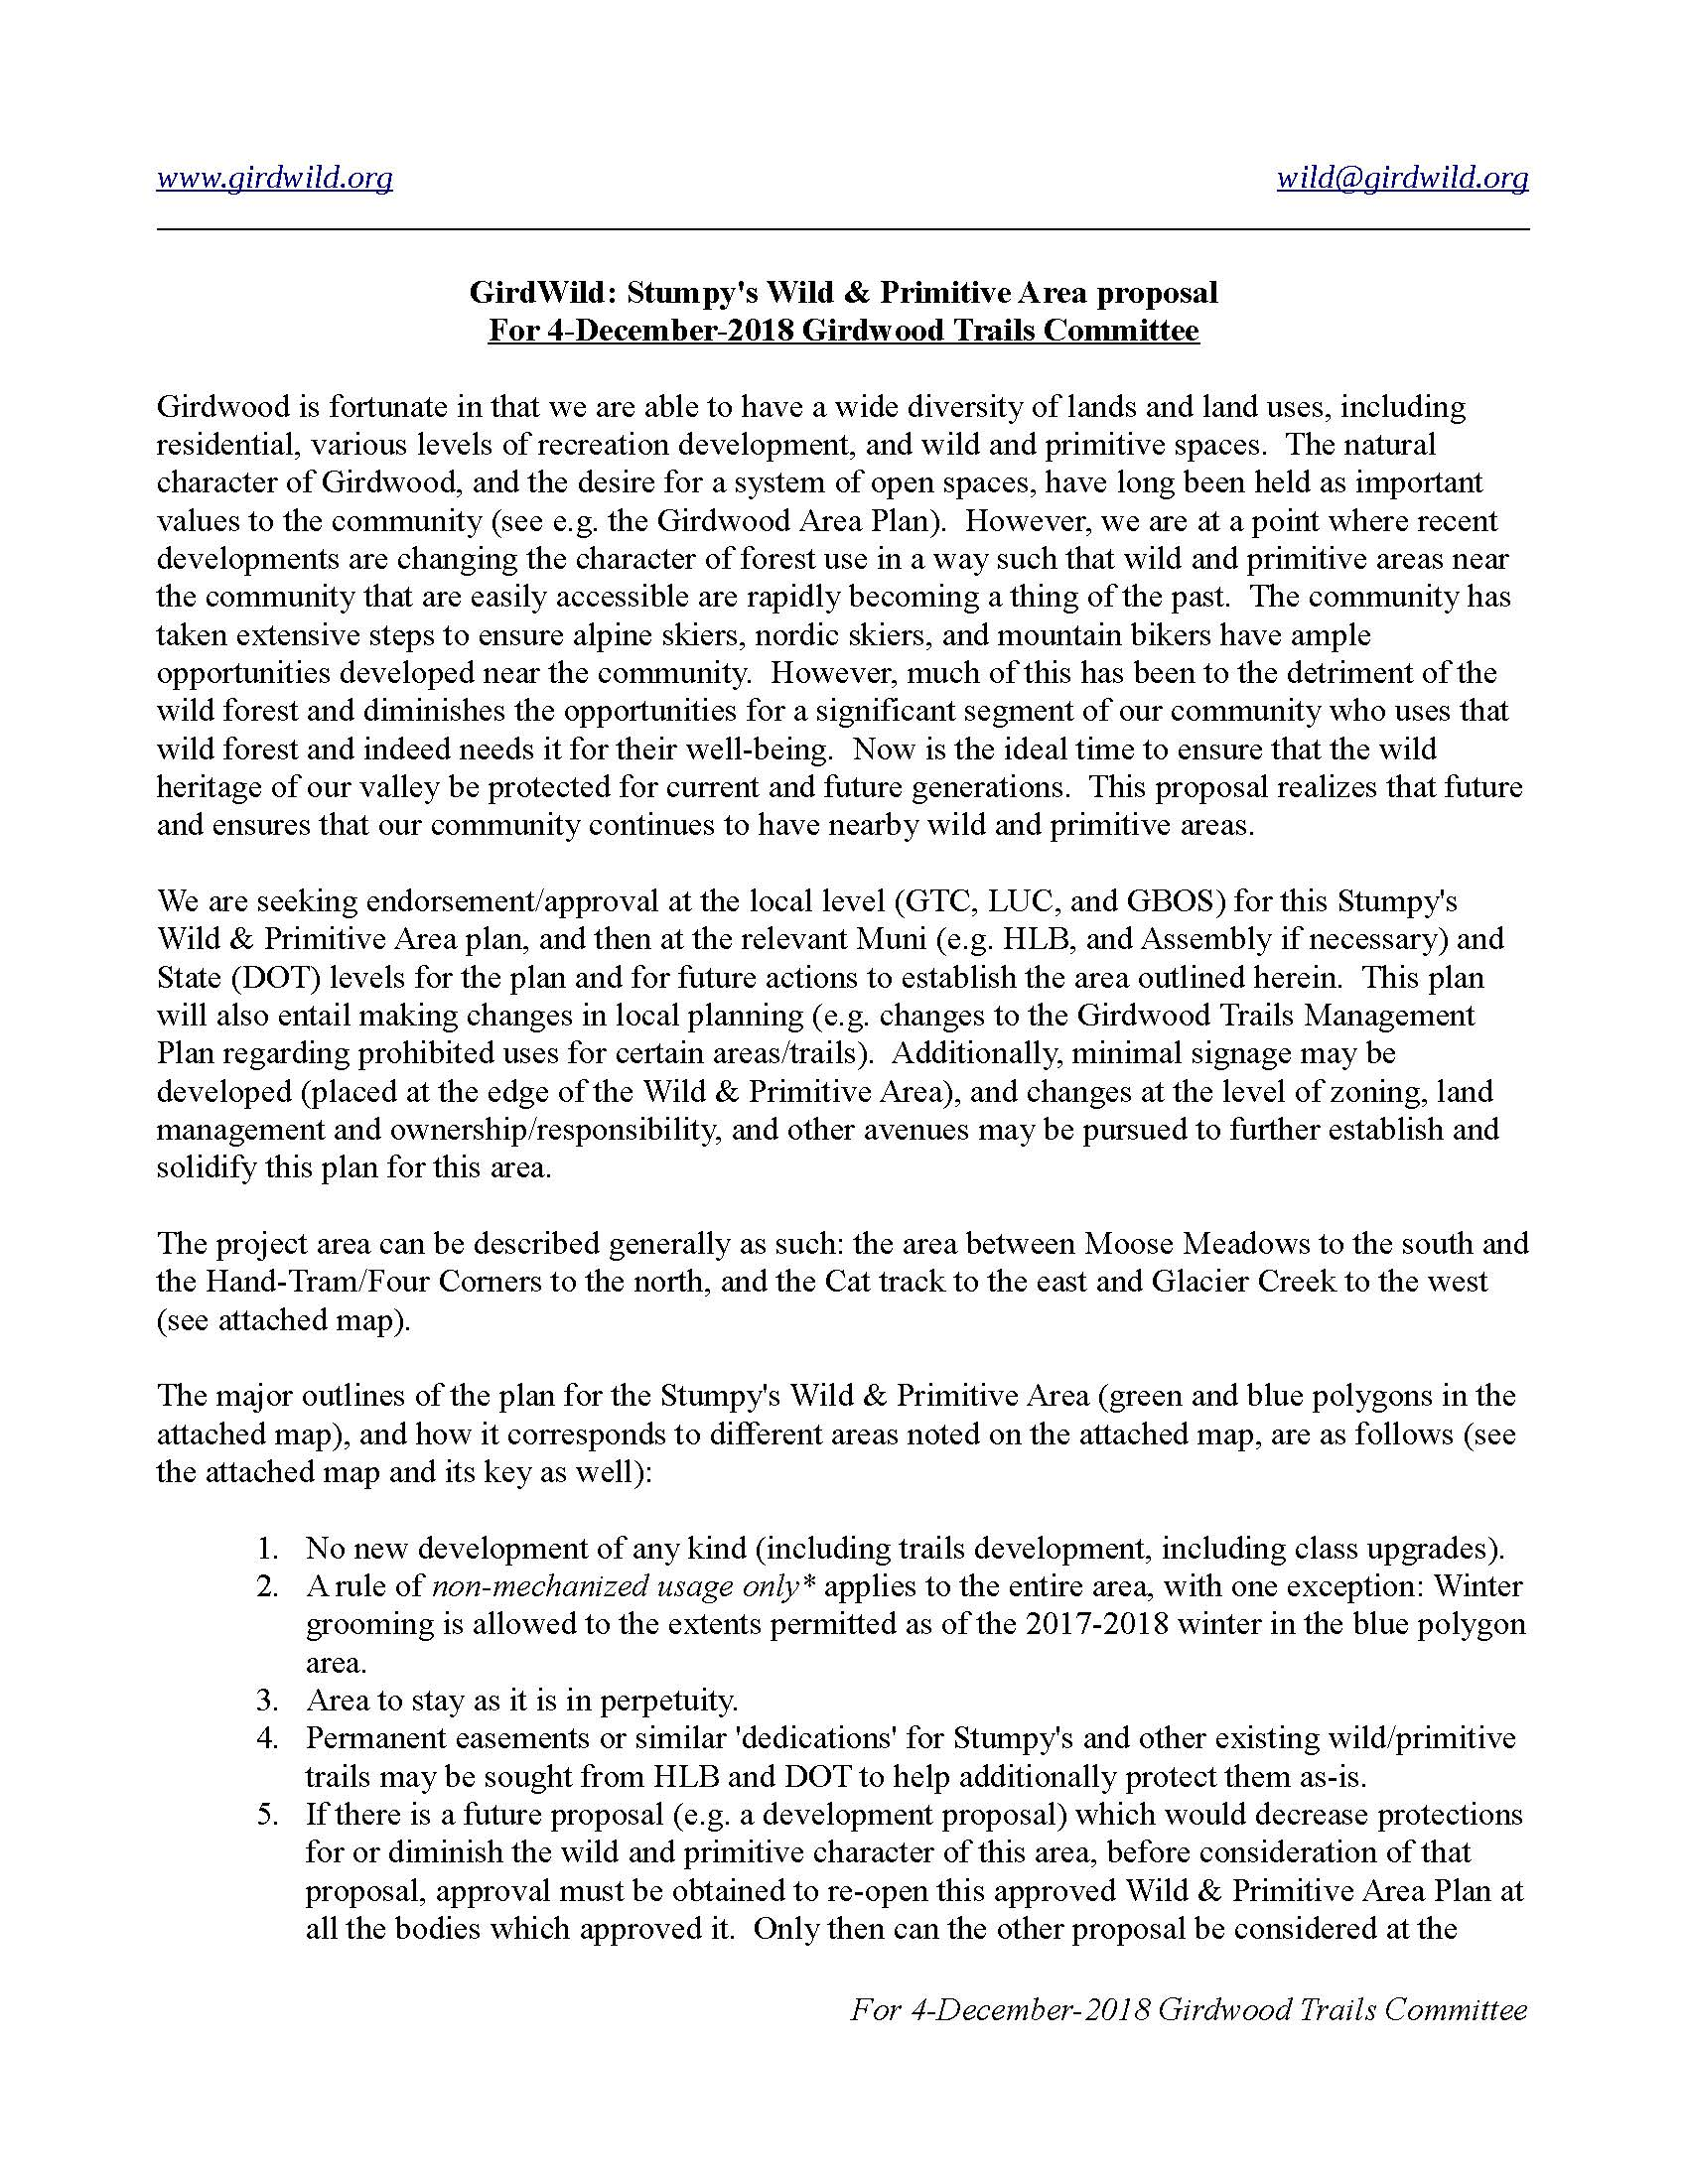 www.girdwild.org wild@girdwild.org
GirdWild: Stumpy's Wild & Primitive Area proposal
For 4-December-2018 Girdwood Trails Committee
Girdwood is fortunate in that we are able to have a wide diversity of lands and land uses, including
residential, various levels of recreation development, and wild and primitive spaces.  The natural
character of Girdwood, and the desire for a system of open spaces, have long been held as important
values to the community (see e.g. the Girdwood Area Plan).  However, we are at a point where recent
developments are changing the character of forest use in a way such that wild and primitive areas near
the community that are easily accessible are rapidly becoming a thing of the past.  The community has
taken extensive steps to ensure alpine skiers, nordic skiers, and mountain bikers have ample
opportunities developed near the community.  However, much of this has been to the detriment of the
wild forest and diminishes the opportunities for a significant segment of our community who uses that
wild forest and indeed needs it for their well-being.  Now is the ideal time to ensure that the wild
heritage of our valley be protected for current and future generations.  This proposal realizes that future
and ensures that our community continues to have nearby wild and primitive areas.
We are seeking endorsement/approval at the local level (GTC, LUC, and GBOS) for this Stumpy's
Wild & Primitive Area plan, and then at the relevant Muni (e.g. HLB, and Assembly if necessary) and
State (DOT) levels for the plan and for future actions to establish the area outlined herein.  This plan
will also entail making changes in local planning (e.g. changes to the Girdwood Trails Management
Plan regarding prohibited uses for certain areas/trails).  Additionally, minimal signage may be
developed (placed at the edge of the Wild & Primitive Area), and changes at the level of zoning, land
management and ownership/responsibility, and other avenues may be pursued to further establish and
solidify this plan for this area.
The project area can be described generally as such: the area between Moose Meadows to the south and
the Hand-Tram/Four Corners to the north, and the Cat track to the east and Glacier Creek to the west
(see attached map).
The major outlines of the plan for the Stumpy's Wild & Primitive Area (green and blue polygons in the
attached map), and how it corresponds to different areas noted on the attached map, are as follows (see
the attached map and its key as well):
1. No new development of any kind (including trails development, including class upgrades).
2. A rule of non-mechanized usage only* applies to the entire area, with one exception: Winter
grooming is allowed to the extents permitted as of the 2017-2018 winter in the blue polygon
area.
3. Area to stay as it is in perpetuity.
4. Permanent easements or similar 'dedications' for Stumpy's and other existing wild/primitive
trails may be sought from HLB and DOT to help additionally protect them as-is.
5. If there is a future proposal (e.g. a development proposal) which would decrease protections
for or diminish the wild and primitive character of this area, before consideration of that
proposal, approval must be obtained to re-open this approved Wild & Primitive Area Plan at
all the bodies which approved it.  Only then can the other proposal be considered at the
For 4-December-2018 Girdwood Trails Committee